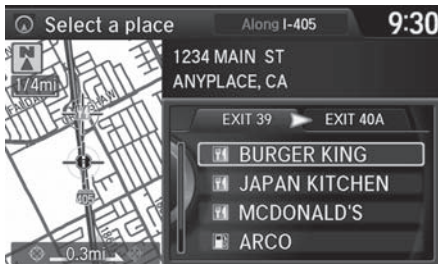 Select a place
Along I-405
9:30
N
1/4mi
1234 MAIN ST
ANYPLACE, CA
EXIT 39
EXIT 40A
BURGER KING
JAPAN KITCHEN
MCDONALD'S
ARCO
405
0.3mi